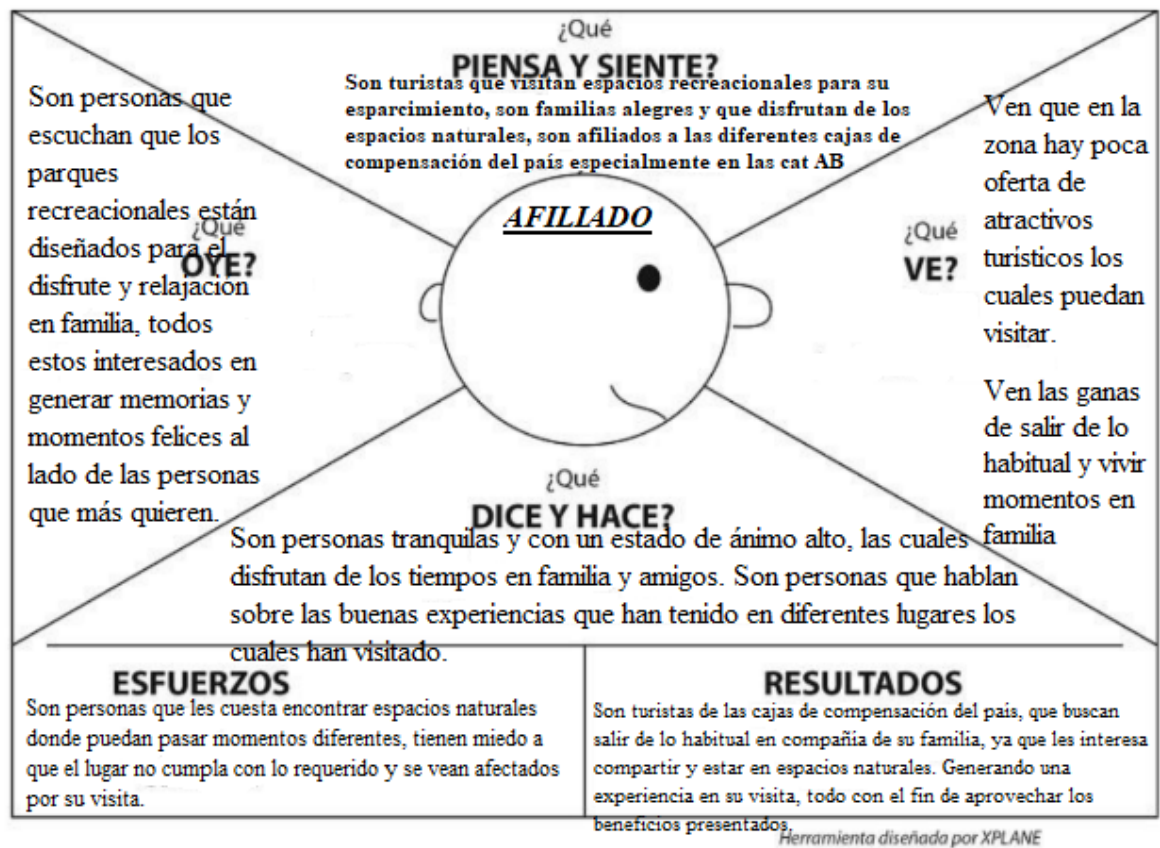 ¿Qué
PIENSA Y SIENTE?
Son turistas que visitan espacios recreacionales para su
esparcimiento, son familias alegres y que disfrutan de los
espacios naturales, son afiliados a las diferentes cajas de
compensación del país especialmente en las cat AB
AFILIADO
¿Qué
OYE?
Son personas que
escuchan que los
parques
recreacionales están
diseñados para el
disfrute y relajación
en familia, todos
estos interesados en
generar memorias y
momentos felices al
lado de las personas
que más quieren.
¿Qué
VE?
Ven que en la
zona hay poca
oferta de
atractivos
turísticos los
cuales puedan
visitar.
Ven las ganas
de salir de lo
habitual y vivir
momentos en
familia
¿Qué
DICE Y HACE?
Son personas tranquilas y con un estado de ánimo alto, las cuales
disfrutan de los tiempos en familia y amigos. Son personas que hablan
sobre las buenas experiencias que han tenido en diferentes lugares los
cuales han visitado.
ESFUERZOS
Son personas que les cuesta encontrar espacios naturales
donde puedan pasar momentos diferentes, tienen miedo a
que el lugar no cumpla con lo requerido y se vean afectados
por su visita.
RESULTADOS
Son turistas de las cajas de compensación del país, que buscan
salir de lo habitual en compañia de su familia, ya que les interesa
compartir y estar en espacios naturales. Generando una
experiencia en su visita, todo con el fin de aprovechar los
beneficios presentados.
Herramienta diseñada por XPLANE